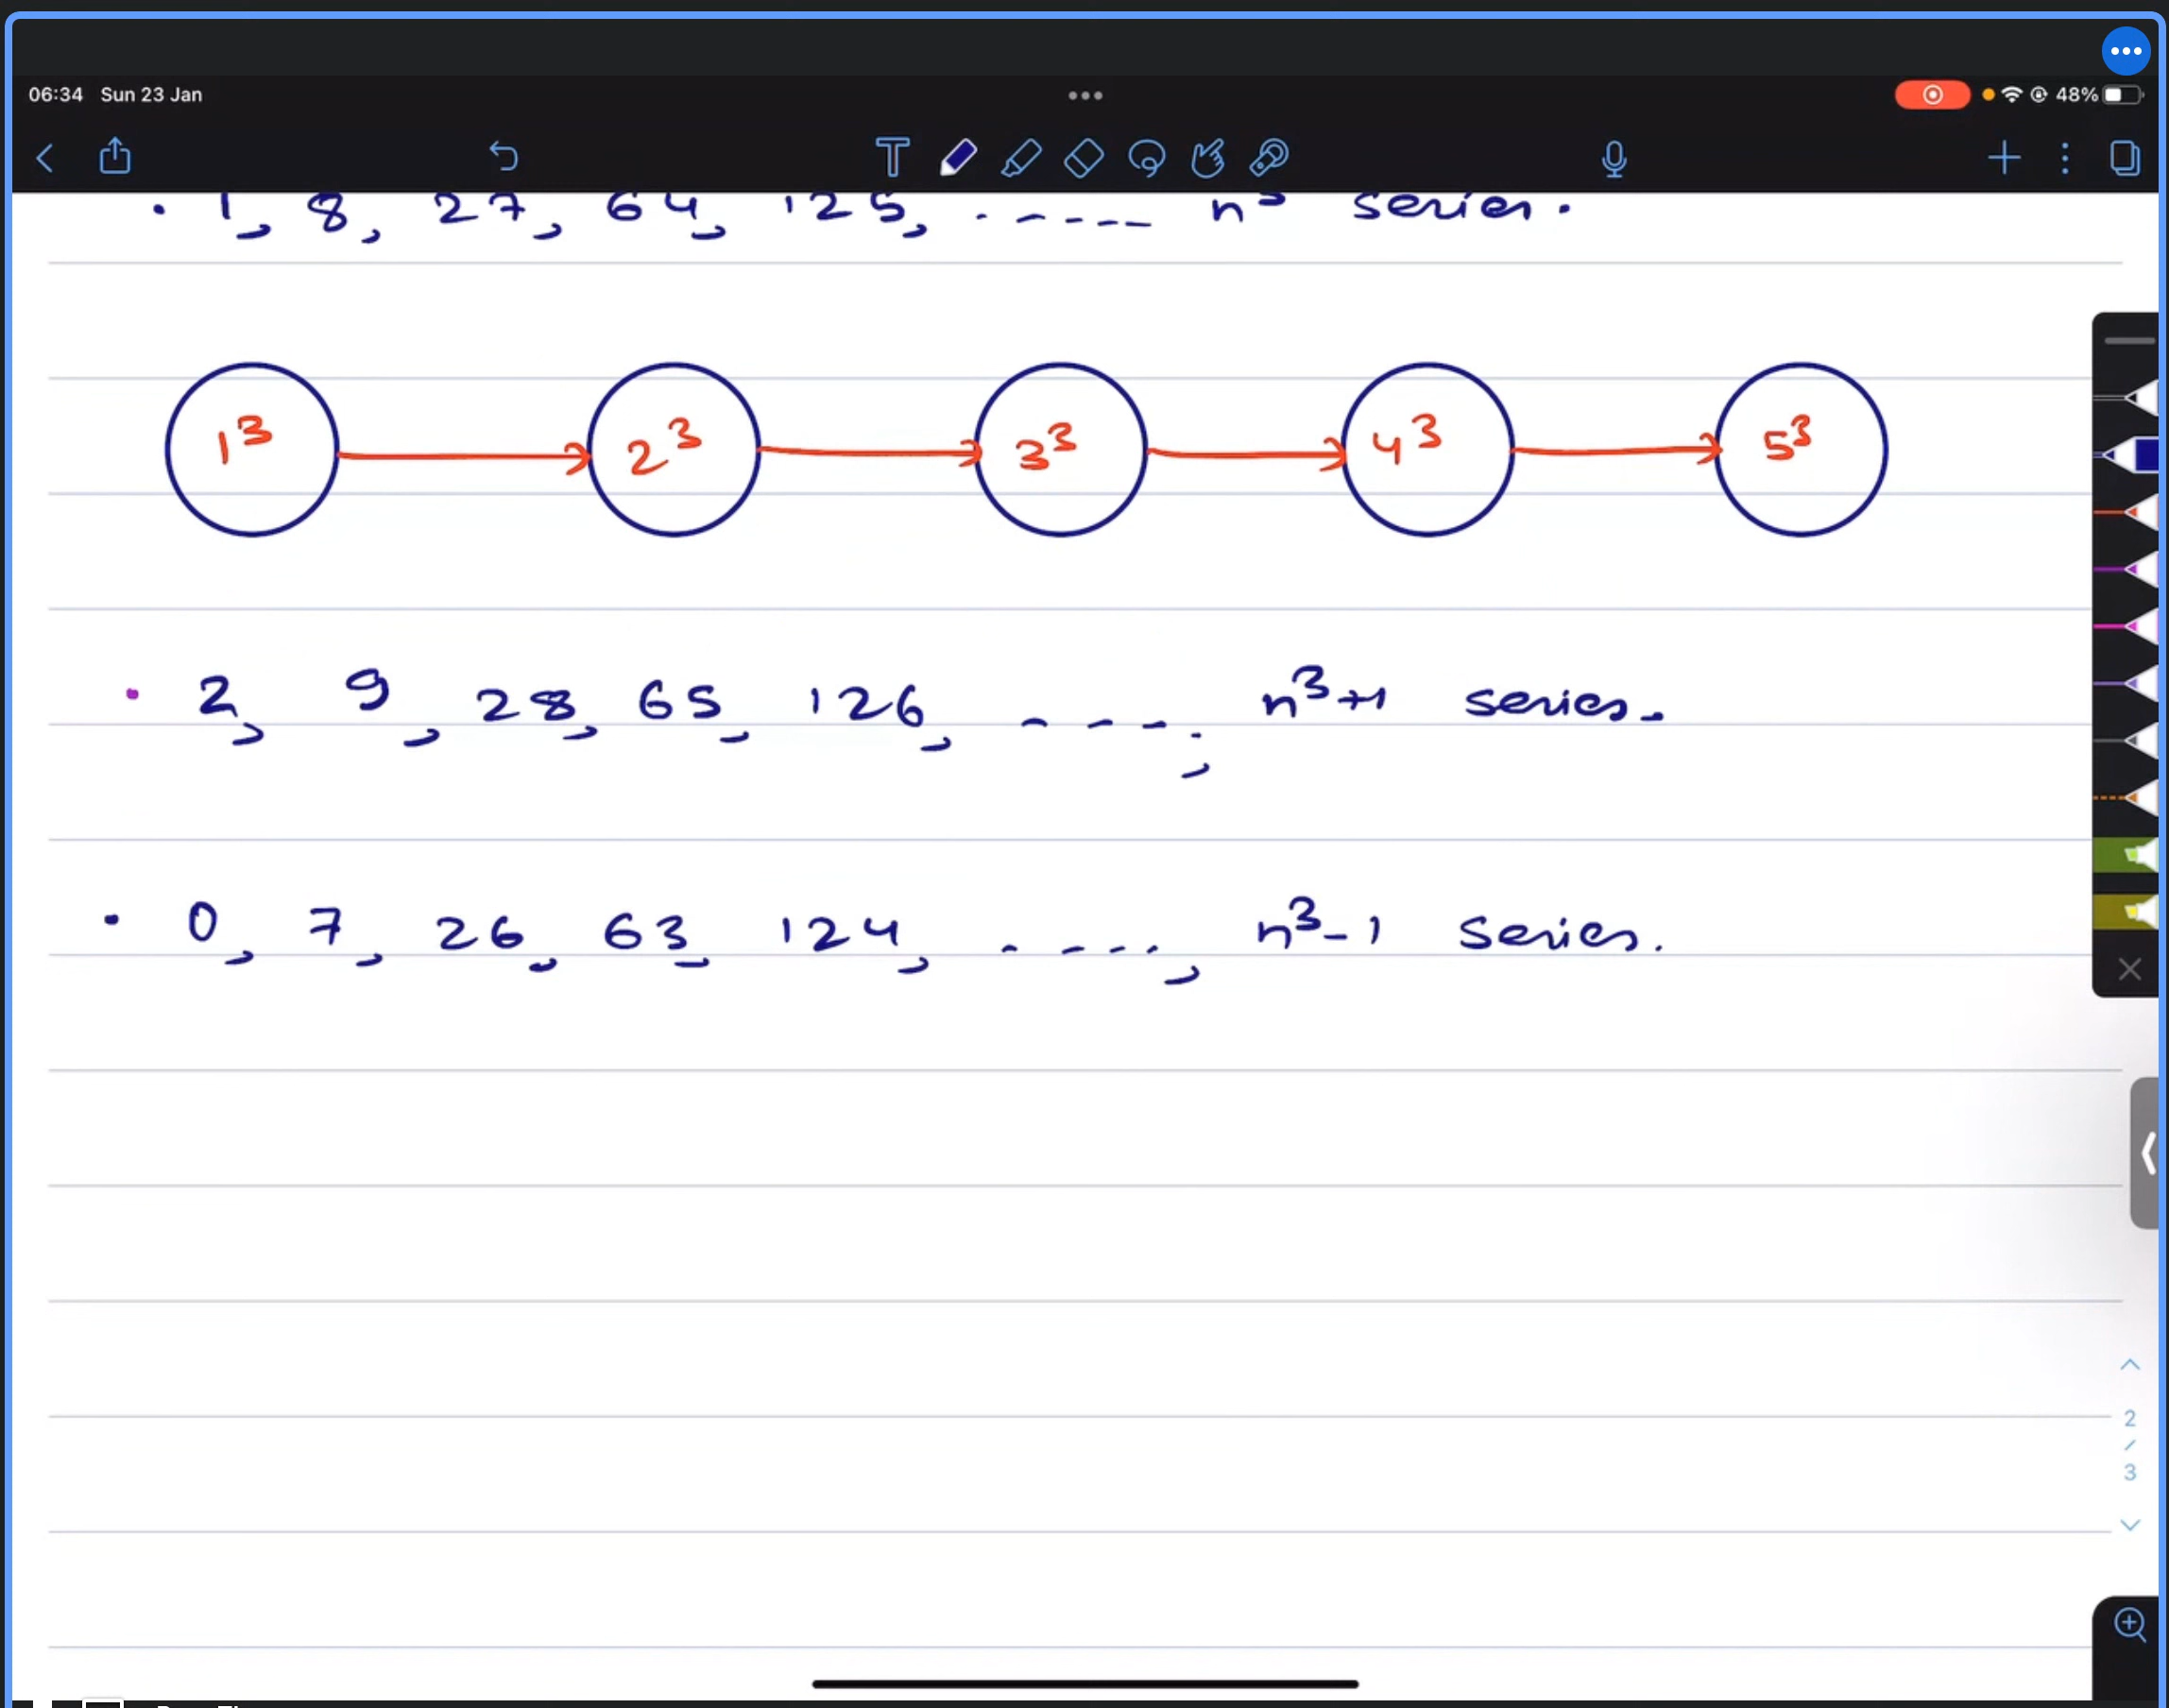 06:34 Sun 23 Jan
48%
T
• 1, 8, 27, 64, 125, ----- n³ series.
1³ → 2³ → 3³ → 4³ → 5³
• 2, 9, 28, 65, 126, ----, n³+1 series.
• 0, 7, 26, 63, 124, ----, n³-1 series.
2
/
3